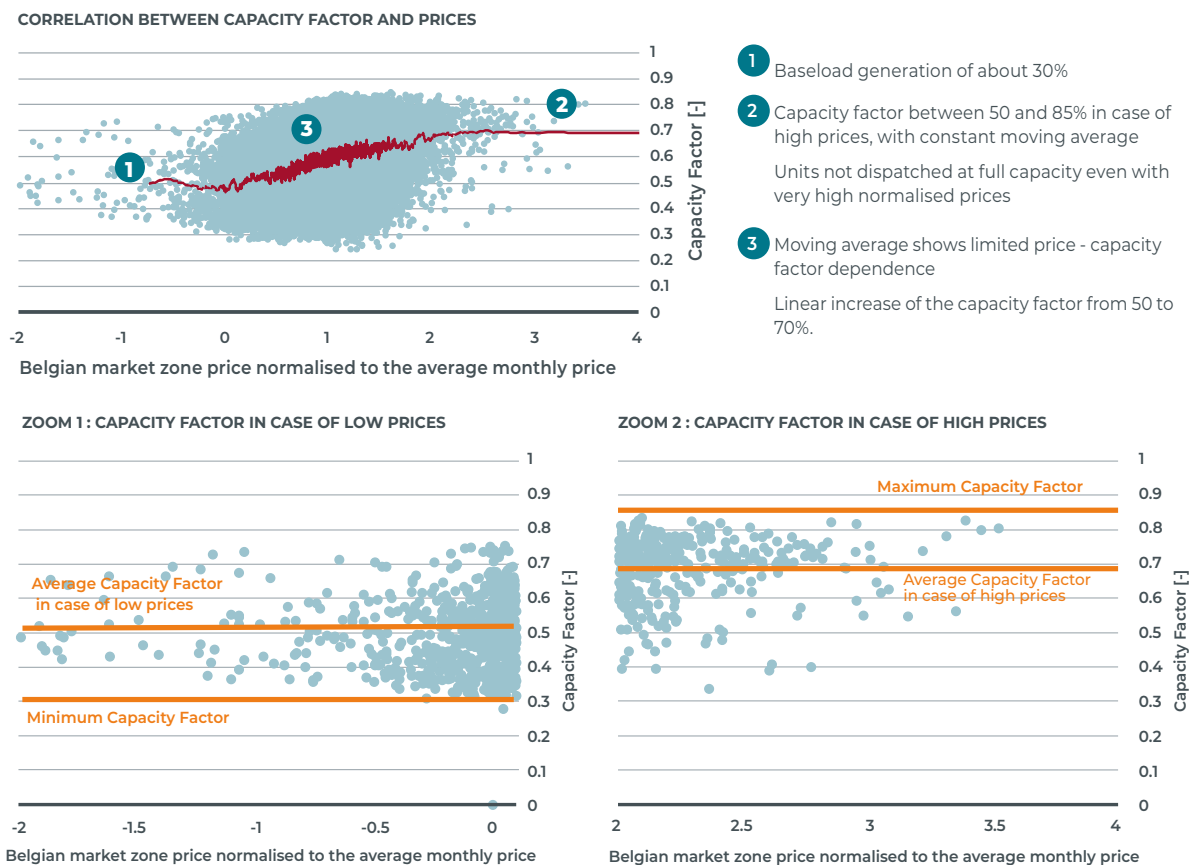 CORRELATION BETWEEN CAPACITY FACTOR AND PRICES
1
0.9
0.8
0.7
0.6
0.5
0.4
0.3
0.2
0.1
0
Capacity Factor [-]
1
2
3
-2
-1
0
1
2
3
4
Belgian market zone price normalised to the average monthly price
1
Baseload generation of about 30%
2
Capacity factor between 50 and 85% in case of
high prices, with constant moving average
Units not dispatched at full capacity even with
very high normalised prices
3
Moving average shows limited price - capacity
factor dependence
Linear increase of the capacity factor from 50 to
70%.
ZOOM 1 : CAPACITY FACTOR IN CASE OF LOW PRICES
1
0.9
0.8
0.7
0.6
0.5
0.4
0.3
0.2
0.1
0
Capacity Factor [-]
Average Capacity Factor
in case of low prices
Minimum Capacity Factor
-2
-1.5
-1
-0.5
0
Belgian market zone price normalised to the average monthly price
ZOOM 2 : CAPACITY FACTOR IN CASE OF HIGH PRICES
1
0.9
0.8
0.7
0.6
0.5
0.4
0.3
0.2
0.1
0
Capacity Factor [-]
Maximum Capacity Factor
Average Capacity Factor
in case of high prices
2
2.5
3
3.5
4
Belgian market zone price normalised to the average monthly price